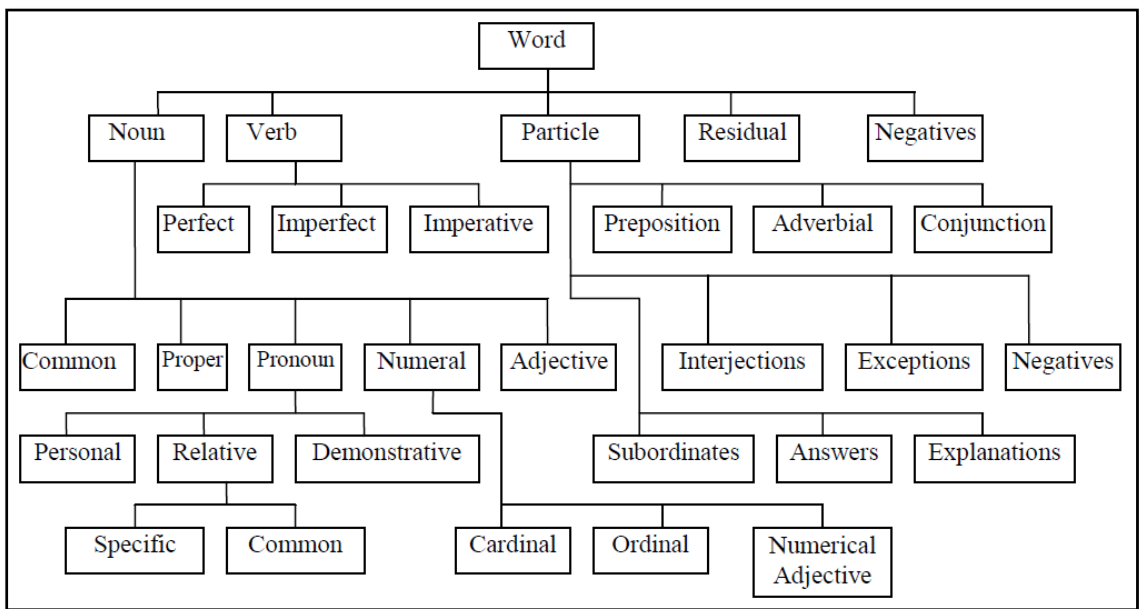 Word
Noun Verb Particle Residual Negatives
Perfect Imperfect Imperative Preposition Adverbial Conjunction
Common Proper Pronoun Numeral Adjective Interjections Exceptions Negatives
Personal Relative Demonstrative Subordinates Answers Explanations
Specific Common Cardinal Ordinal Numerical
Adjective